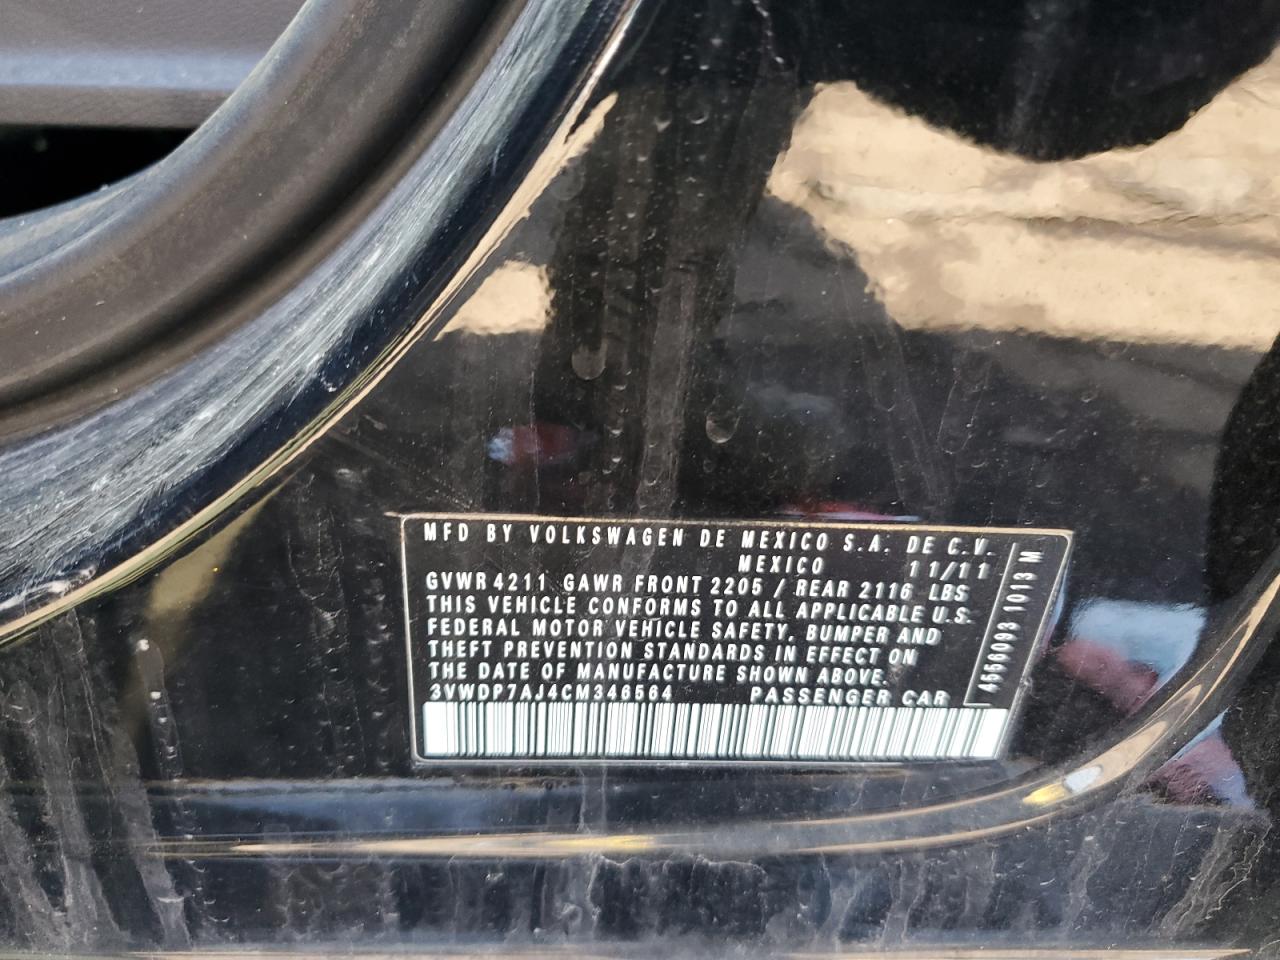 MFD BY VOLKSWAGEN DE MEXICO S.A. DE C.V.
MEXICO 11/11
GVWR 4211 GAWR FRONT 2205 / REAR 2116 LBS
THIS VEHICLE CONFORMS TO ALL APPLICABLE U.S.
FEDERAL MOTOR VEHICLE SAFETY, BUMPER AND
THEFT PREVENTION STANDARDS IN EFFECT ON
THE DATE OF MANUFACTURE SHOWN ABOVE.
3VWDP7AJ4CM346564 PASSENGER CAR
4556093 1013 M